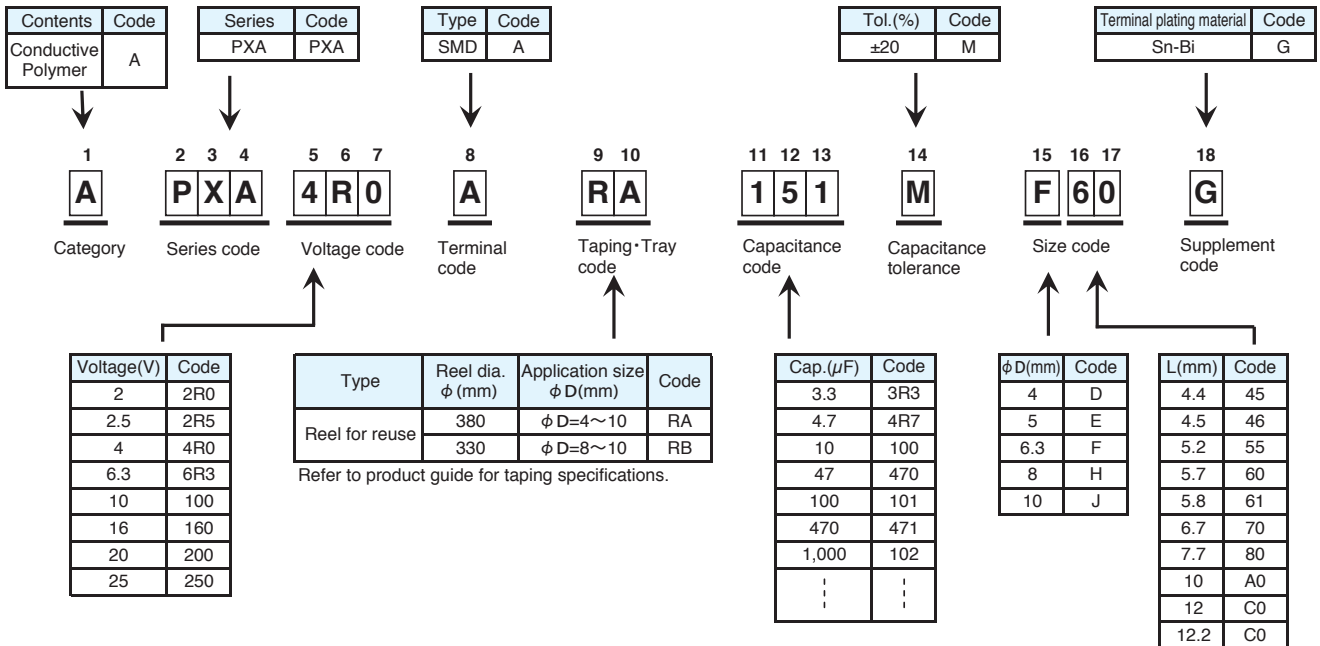 Contents Code
Conductive Polymer A
Series Code
PXA PXA
Type Code
SMD A
Tol.(%) Code
±20 M
Terminal plating material Code
Sn-Bi G
1 2 3 4 5 6 7 8 9 10 11 12 13 14 15 16 17 18
A P X A 4 R 0 A R A 1 5 1 M F 6 0 G
Category
Series code
Voltage code
Terminal
code
Taping・Tray
code
Capacitance
code
Capacitance
tolerance
Size code
Supplement
code
Voltage(V) Code
2 2R0
2.5 2R5
4 4R0
6.3 6R3
10 100
16 160
20 200
25 250
Type Reel dia. φ (mm) Application size φ D(mm) Code
Reel for reuse 380 φ D=4～10 RA
330 φ D=8～10 RB
Refer to product guide for taping specifications.
Cap.(μF) Code
3.3 3R3
4.7 4R7
10 100
47 470
100 101
470 471
1,000 102
φ D(mm) Code
4 D
5 E
6.3 F
8 H
10 J
L(mm) Code
4.4 45
4.5 46
5.2 55
5.7 60
5.8 61
6.7 70
7.7 80
10 A0
12 C0
12.2 C0